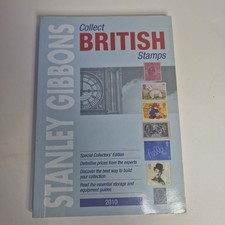 STANLEY GIBBONS
Collect
BRITISH
Stamps
Special Collectors' Edition
Definitive prices from the experts
Discover the best way to build
your collection
Read the essential storage and
equipment guides
2010